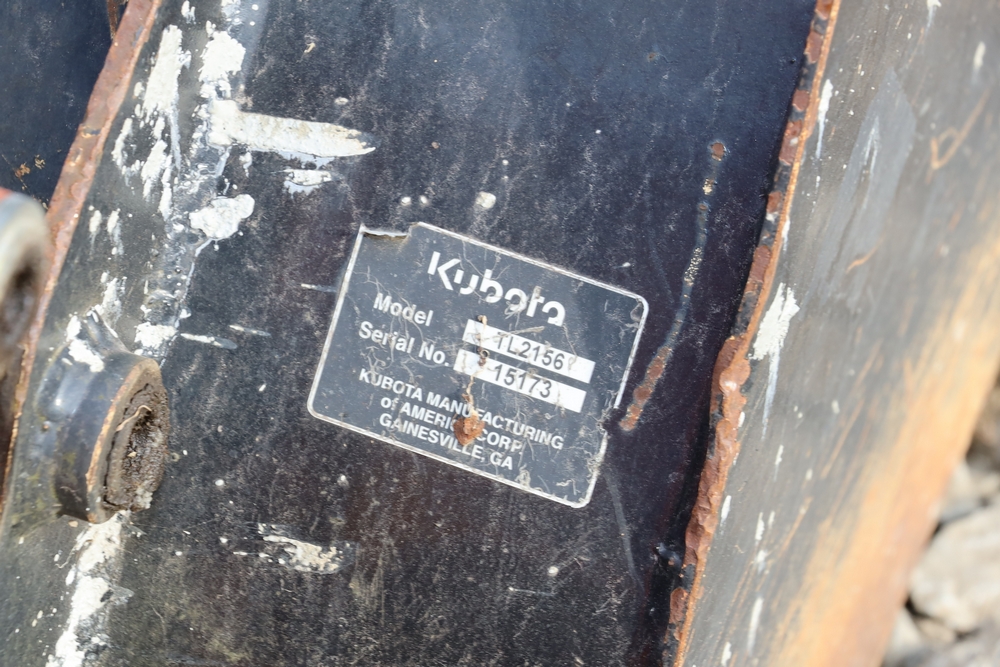 Kubota
Model TL2156
Serial No. 15173
KUBOTA MANUFACTURING
of AMERICA CORP
GAINESVILLE, GA